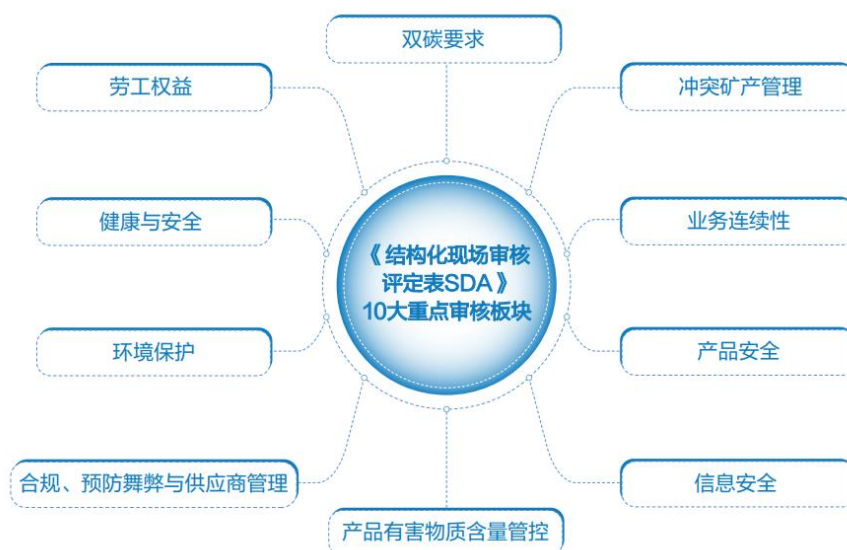 双碳要求
劳工权益
冲突矿产管理
健康与安全
业务连续性
《结构化现场审核
评定表SDA》
10大重点审核板块
环境保护
产品安全
合规、预防舞弊与供应商管理
信息安全
产品有害物质含量管控